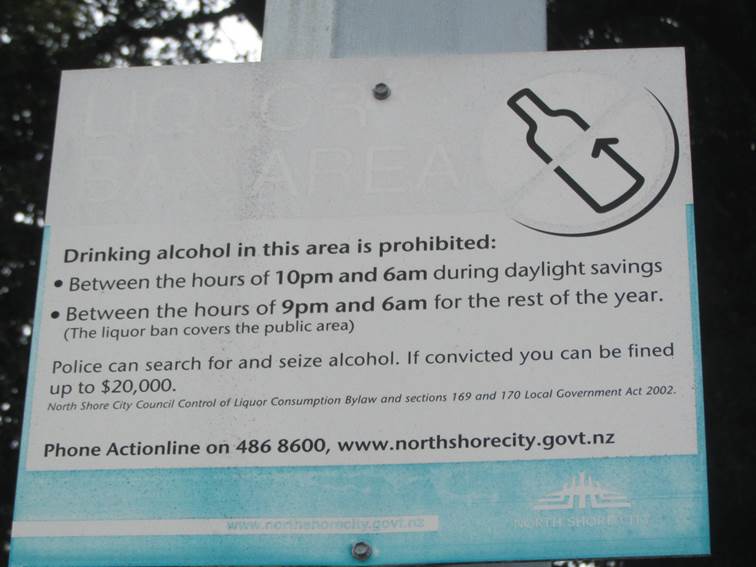 LIQUOR
BAN AREA
Drinking alcohol in this area is prohibited:
• Between the hours of 10pm and 6am during daylight savings
• Between the hours of 9pm and 6am for the rest of the year.
(The liquor ban covers the public area)
Police can search for and seize alcohol. If convicted you can be fined
up to $20,000.
North Shore City Council Control of Liquor Consumption Bylaw and sections 169 and 170 Local Government Act 2002.
Phone Actionline on 486 8600, www.northshorecity.govt.nz
www.northshorecity.govt.nz
NORTH SHORE CITY